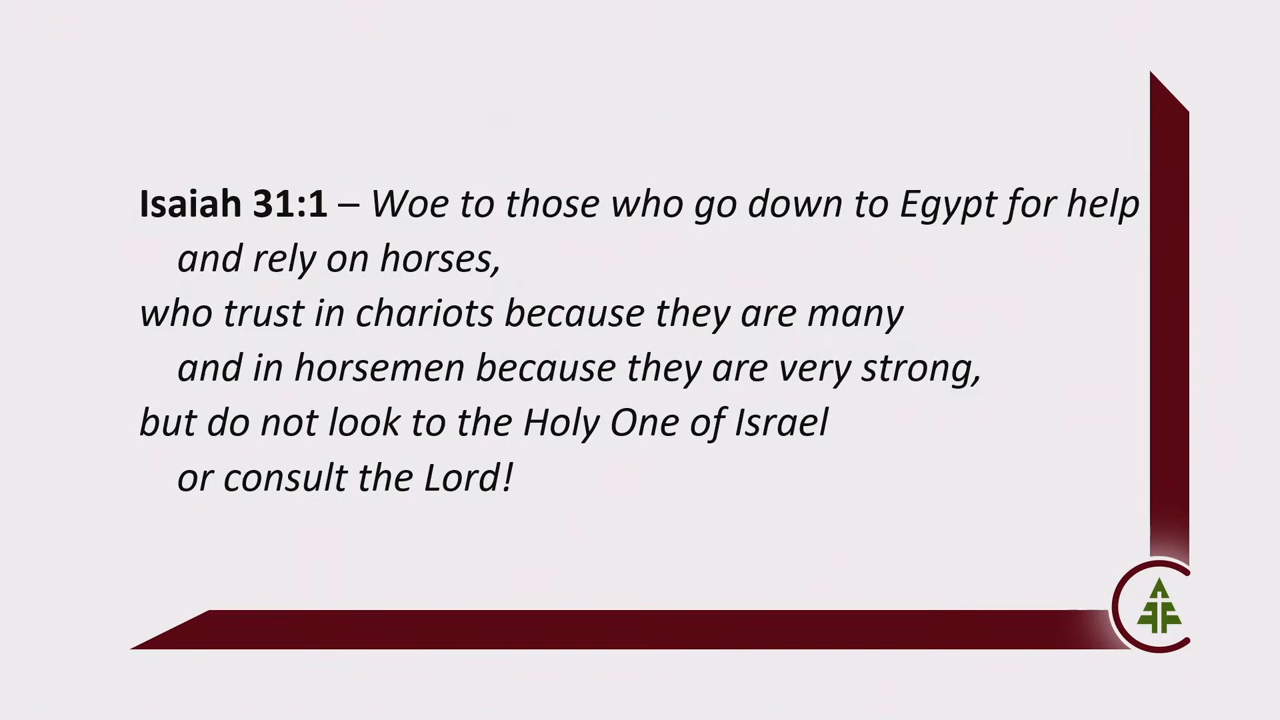 Isaiah 31:1 – Woe to those who go down to Egypt for help
and rely on horses,
who trust in chariots because they are many
and in horsemen because they are very strong,
but do not look to the Holy One of Israel
or consult the Lord!